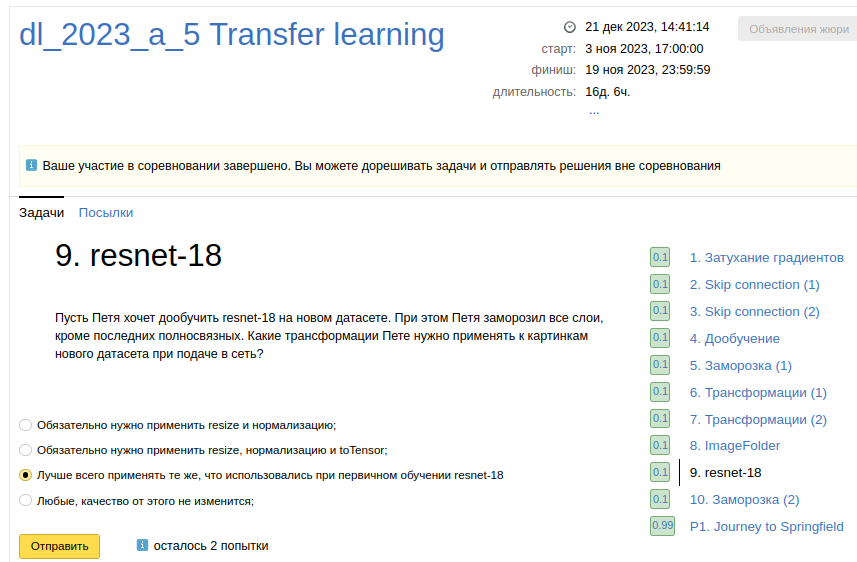 dl_2023_a_5 Transfer learning
21 дек 2023, 14:41:14
старт: 3 ноя 2023, 17:00:00
финиш: 19 ноя 2023, 23:59:59
длительность: 16д. 6ч.
...
Объявления жюри
Ваше участие в соревновании завершено. Вы можете дорешивать задачи и отправлять решения вне соревнования
Задачи Посылки
9. resnet-18
Пусть Петя хочет дообучить resnet-18 на новом датасете. При этом Петя заморозил все слои,
кроме последних полносвязных. Какие трансформации Пете нужно применять к картинкам
нового датасета при подаче в сеть?
Обязательно нужно применить resize и нормализацию;
Обязательно нужно применить resize, нормализацию и toTensor;
Лучше всего применять те же, что использовались при первичном обучении resnet-18
Любые, качество от этого не изменится;
Отправить осталось 2 попытки
0.1 1. Затухание градиентов
0.1 2. Skip connection (1)
0.1 3. Skip connection (2)
0.1 4. Дообучение
0.1 5. Заморозка (1)
0.1 6. Трансформации (1)
0.1 7. Трансформации (2)
0.1 8. ImageFolder
0.1 9. resnet-18
0.1 10. Заморозка (2)
0.99 P1. Journey to Springfield